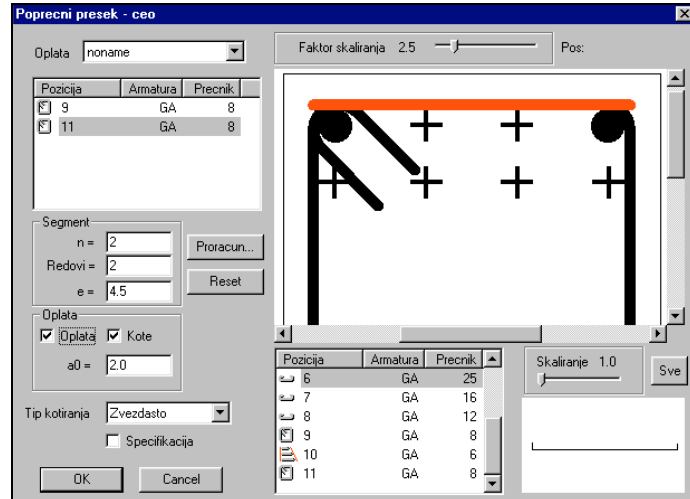 Poprecni presek - ceo
Oplata noname
Faktor skaliranja 2.5 Pos:
Pozicija Armatura Precnik
9 GA 8
11 GA 8
Segment
n = 2
Redovi = 2
e = 4.5
Proracun...
Reset
Oplata
Oplata Kote
a0 = 2.0
Tip kotiranja Zvezdasto
Specifikacija
OK Cancel
Pozicija Armatura Precnik
6 GA 25
7 GA 16
8 GA 12
9 GA 8
10 GA 6
11 GA 8
Skaliranje 1.0
Sve